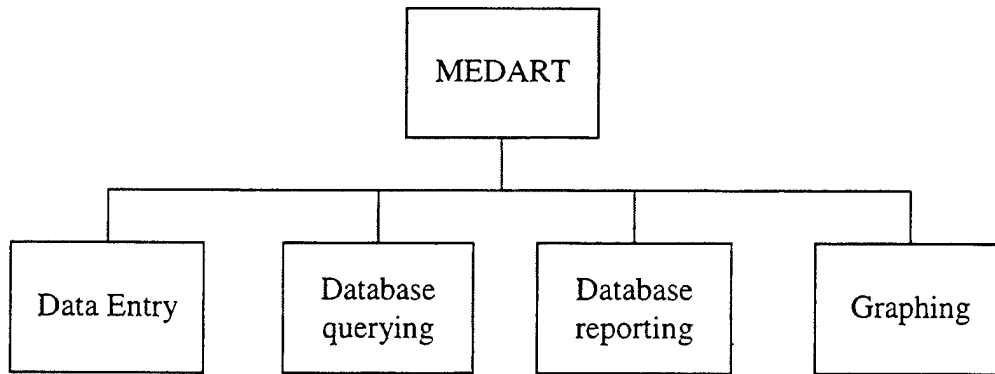 MEDART
Data Entry
Database
querying
Database
reporting
Graphing